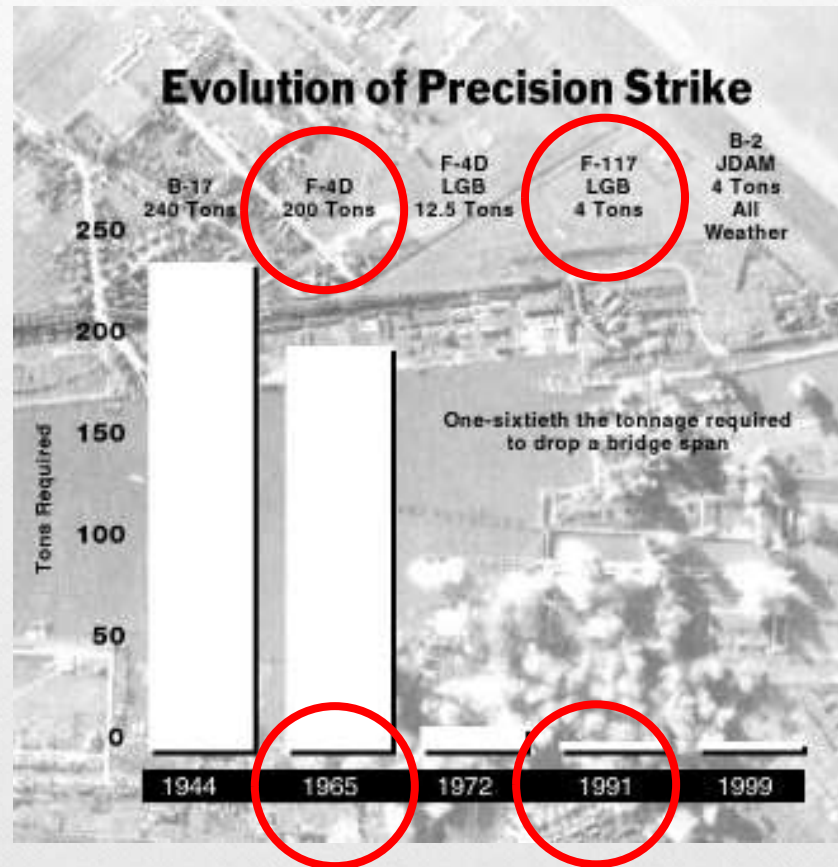 Evolution of Precision Strike
B-17
240 Tons
F-4D
200 Tons
F-4D
LGB
12.5 Tons
F-117
LGB
4 Tons
B-2
JDAM
4 Tons
All
Weather
250
200
150
100
50
0
Tons Required
One-sixtieth the tonnage required
to drop a bridge span
1944 1965 1972 1991 1999